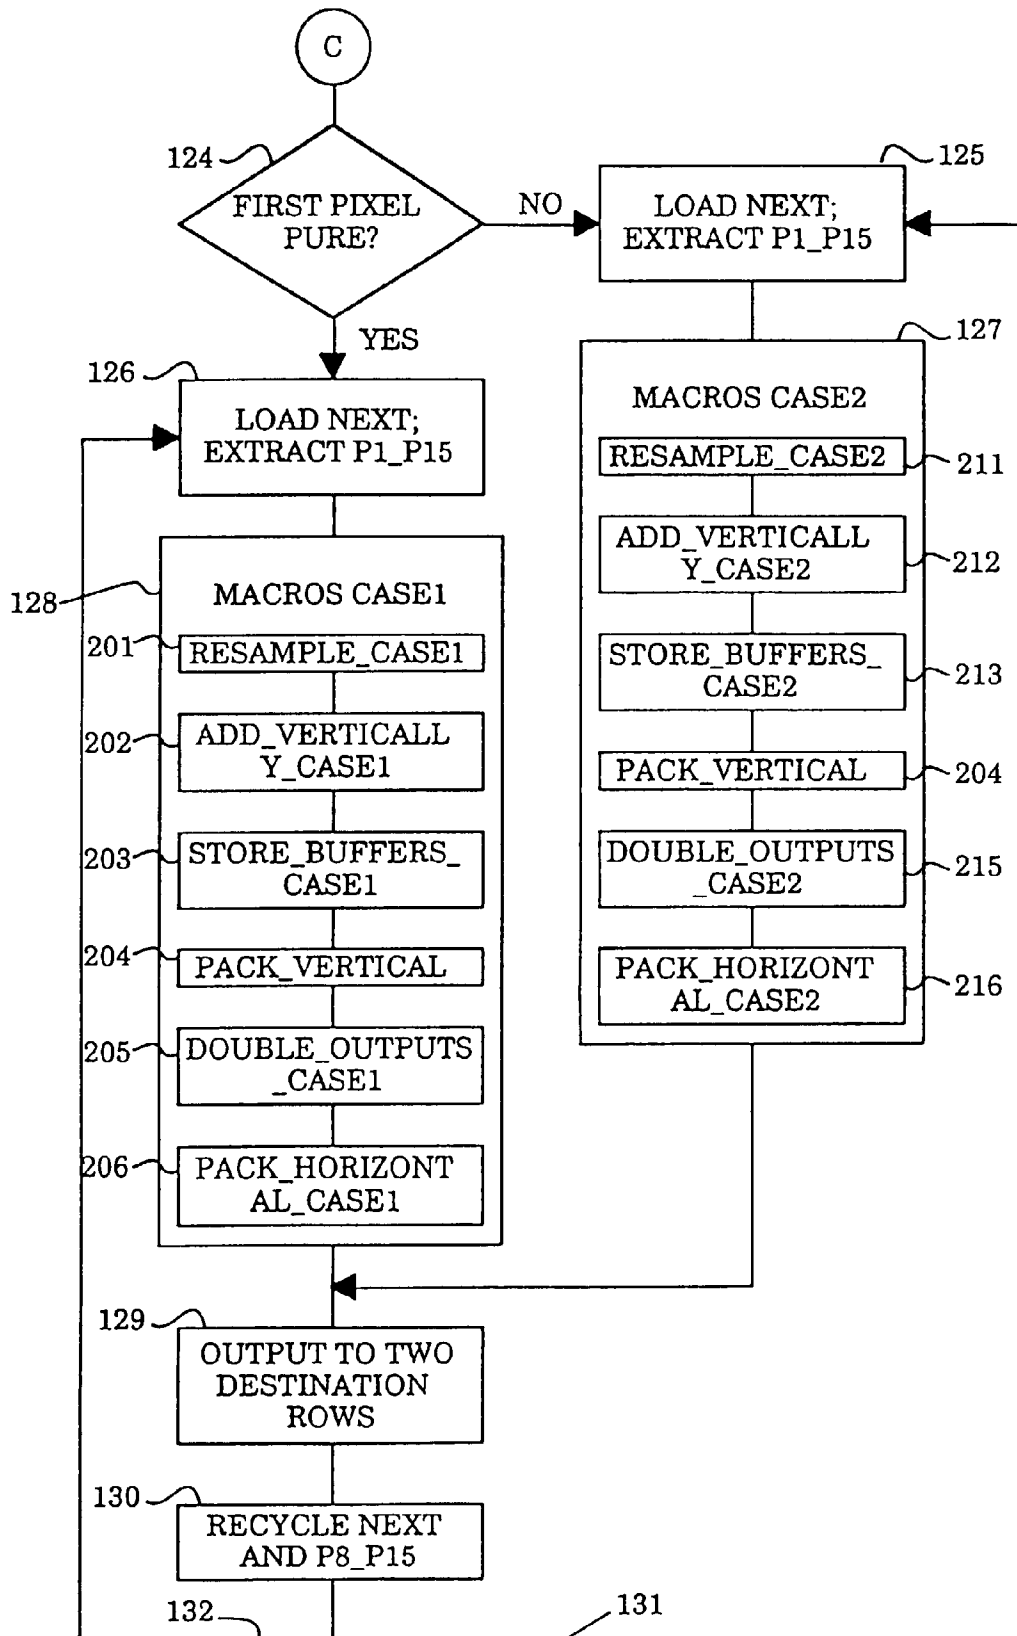 C
124
FIRST PIXEL
PURE?
NO
YES
125
LOAD NEXT;
EXTRACT P1_P15
126
LOAD NEXT;
EXTRACT P1_P15
127
MACROS CASE2
RESAMPLE_CASE2
211
ADD_VERTICALL
Y_CASE2
212
STORE_BUFFERS_
CASE2
213
PACK_VERTICAL
204
DOUBLE_OUTPUTS
_CASE2
215
PACK_HORIZONT
AL_CASE2
216
128
MACROS CASE1
201
RESAMPLE_CASE1
202
ADD_VERTICALL
Y_CASE1
203
STORE_BUFFERS_
CASE1
204
PACK_VERTICAL
205
DOUBLE_OUTPUTS
_CASE1
206
PACK_HORIZONT
AL_CASE1
129
OUTPUT TO TWO
DESTINATION
ROWS
130
RECYCLE NEXT
AND P8_P15
132
131